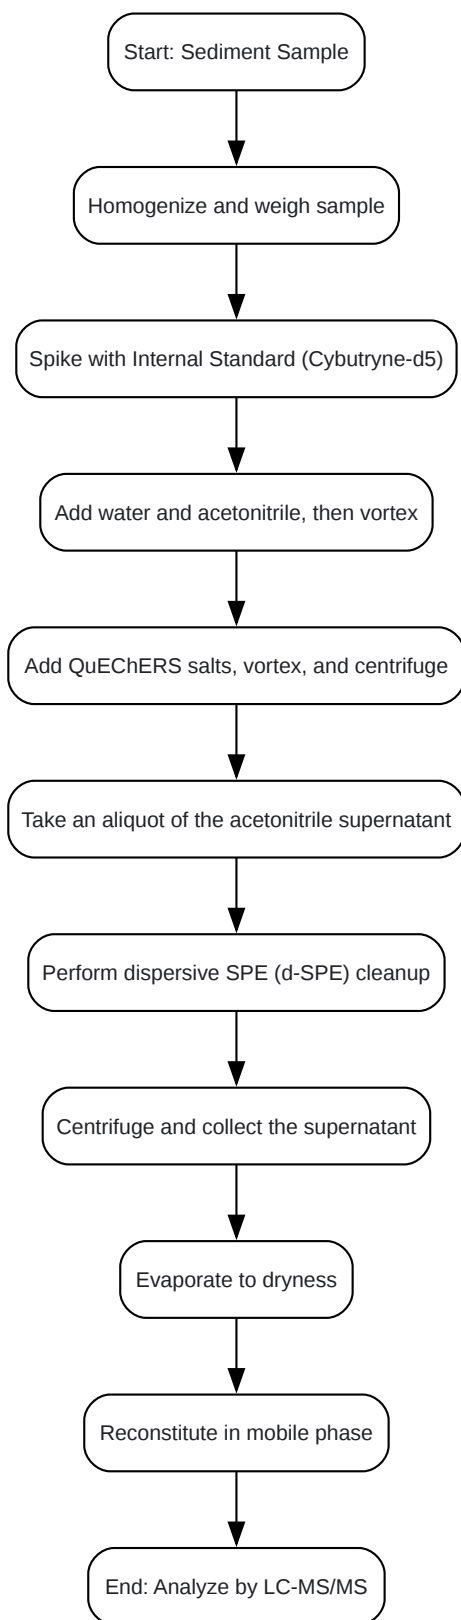 Start: Sediment Sample
Homogenize and weigh sample
Spike with Internal Standard (Cybutryne-d5)
Add water and acetonitrile, then vortex
Add QuEChERS salts, vortex, and centrifuge
Take an aliquot of the acetonitrile supernatant
Perform dispersive SPE (d-SPE) cleanup
Centrifuge and collect the supernatant
Evaporate to dryness
Reconstitute in mobile phase
End: Analyze by LC-MS/MS